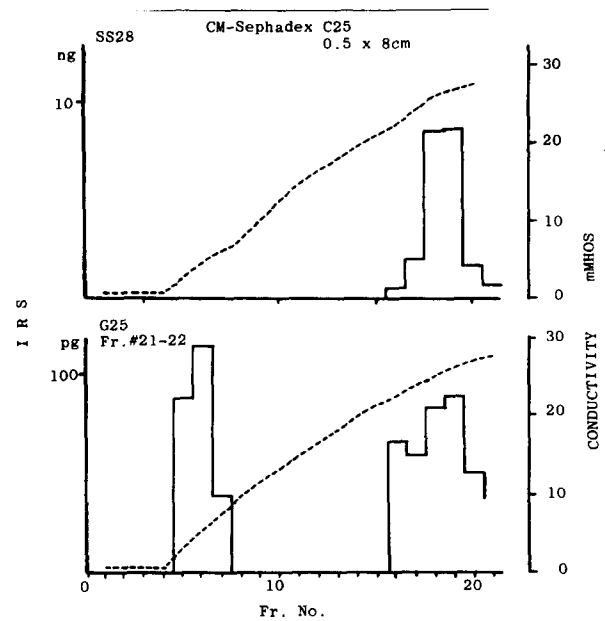 CM-Sephadex C25
SS28
0.5 x 8cm
ng
10
30
20
10
0
mMHOS
I R S
G25
Fr.#21-22
pg
100
30
20
10
0
CONDUCTIVITY
0 10 20
Fr. No.